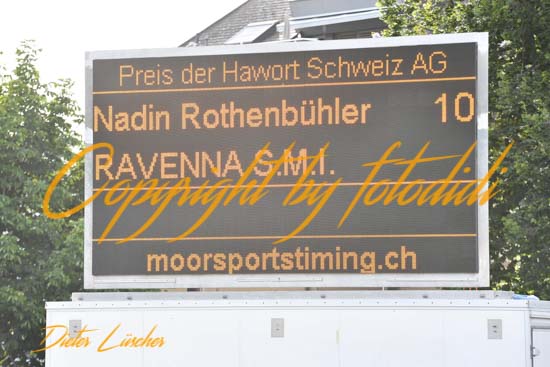 Preis der Hawort Schweiz AG
Nadin Rothenbühler 10
RAVENNA S.M.I.
Copyright by fotodidi
moorsportstiming.ch
Dieter Lüscher